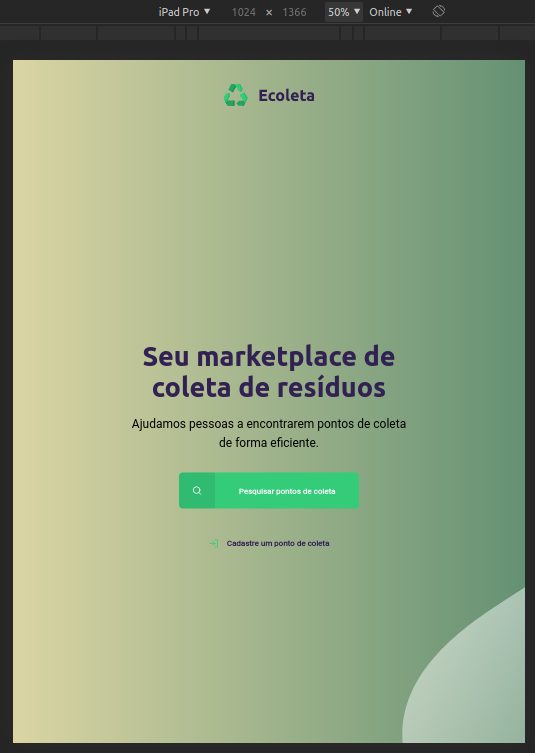 iPad Pro ▼ 1024 × 1366 50% ▼ Online ▼
Ecoleta
Seu marketplace de
coleta de resíduos
Ajudamos pessoas a encontrarem pontos de coleta
de forma eficiente.
Pesquisar pontos de coleta
Cadastre um ponto de coleta